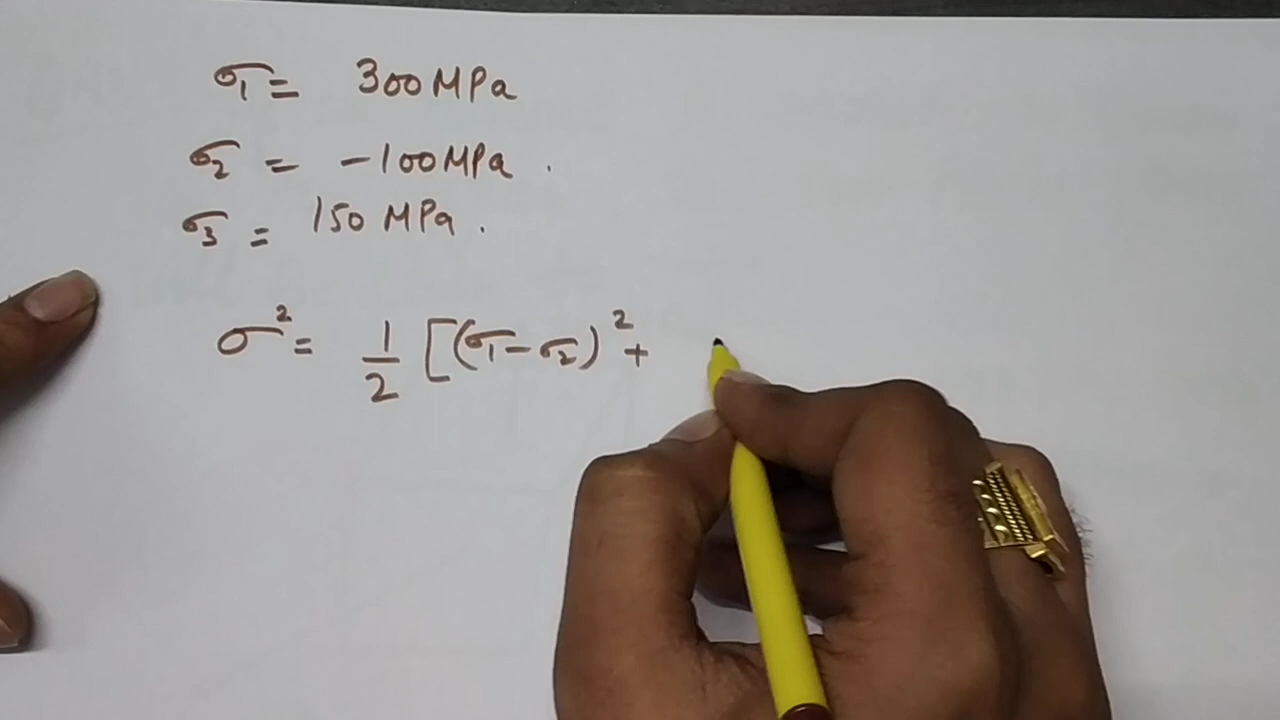 σ1 = 300 MPa
σ2 = -100 MPa .
σ3 = 150 MPa .
σ² = 1/2 [(σ1 - σ2)² +